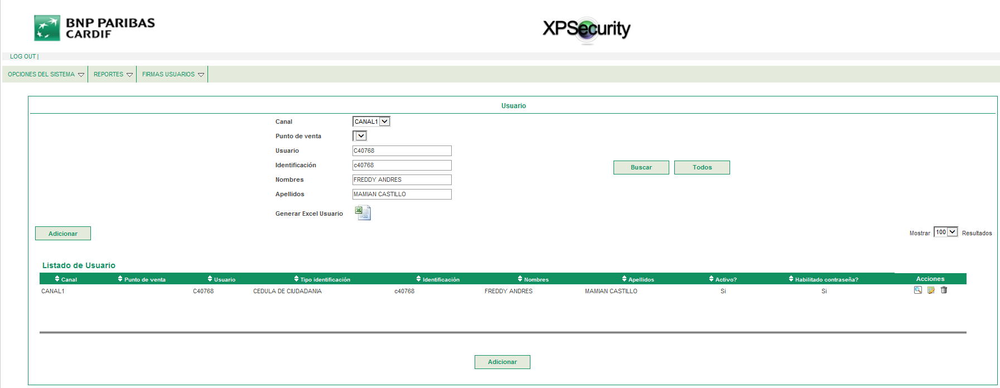 BNP PARIBAS
CARDIF
XPSecurity
LOG OUT |
OPCIONES DEL SISTEMA
REPORTES
FIRMAS USUARIOS
Usuario
Canal
CANAL1
Punto de venta
Usuario
C40768
Identificación
c40768
Nombres
FREDDY ANDRES
Apellidos
MAMIAN CASTILLO
Buscar
Todos
Generar Excel Usuario
Adicionar
Mostrar 100 Resultados
Listado de Usuario
Canal Punto de venta Usuario Tipo identificación Identificación Nombres Apellidos Activo? Habilitado contraseña? Acciones
CANAL1 C40768 CEDULA DE CIUDADANIA c40768 FREDDY ANDRES MAMIAN CASTILLO Si Si
Adicionar